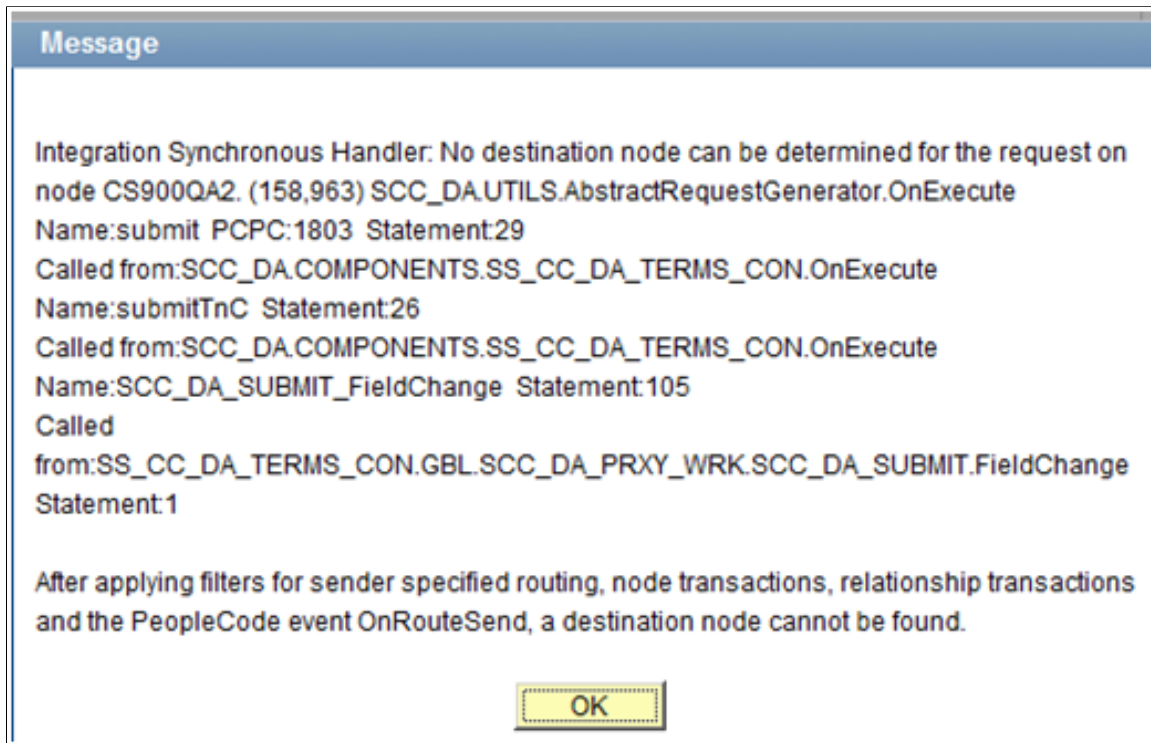 Message
Integration Synchronous Handler: No destination node can be determined for the request on
node CS900QA2. (158,963) SCC_DA.UTILS.AbstractRequestGenerator.OnExecute
Name:submit PCPC:1803 Statement:29
Called from:SCC_DA.COMPONENTS.SS_CC_DA_TERMS_CON.OnExecute
Name:submitTnC Statement:26
Called from:SCC_DA.COMPONENTS.SS_CC_DA_TERMS_CON.OnExecute
Name:SCC_DA_SUBMIT_FieldChange Statement:105
Called
from:SS_CC_DA_TERMS_CON.GBL.SCC_DA_PRXY_WRK.SCC_DA_SUBMIT.FieldChange
Statement:1
After applying filters for sender specified routing, node transactions, relationship transactions
and the PeopleCode event OnRouteSend, a destination node cannot be found.
OK